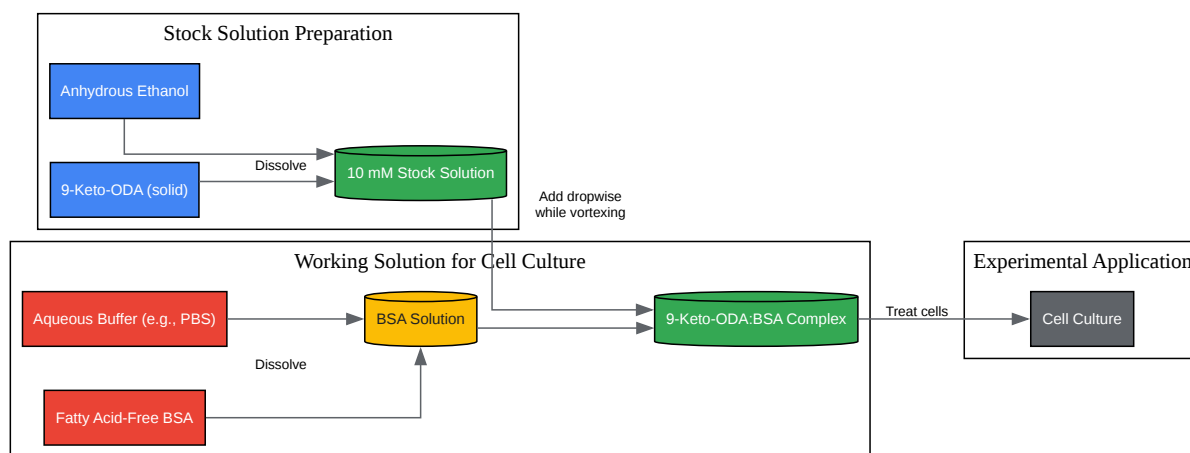 Stock Solution Preparation
Anhydrous Ethanol
Dissolve
10 mM Stock Solution
9-Keto-ODA (solid)
Add dropwise
while vortexing
Working Solution for Cell Culture
Experimental Application
Aqueous Buffer (e.g., PBS)
BSA Solution
9-Keto-ODA:BSA Complex
Treat cells
Cell Culture
Dissolve
Fatty Acid-Free BSA